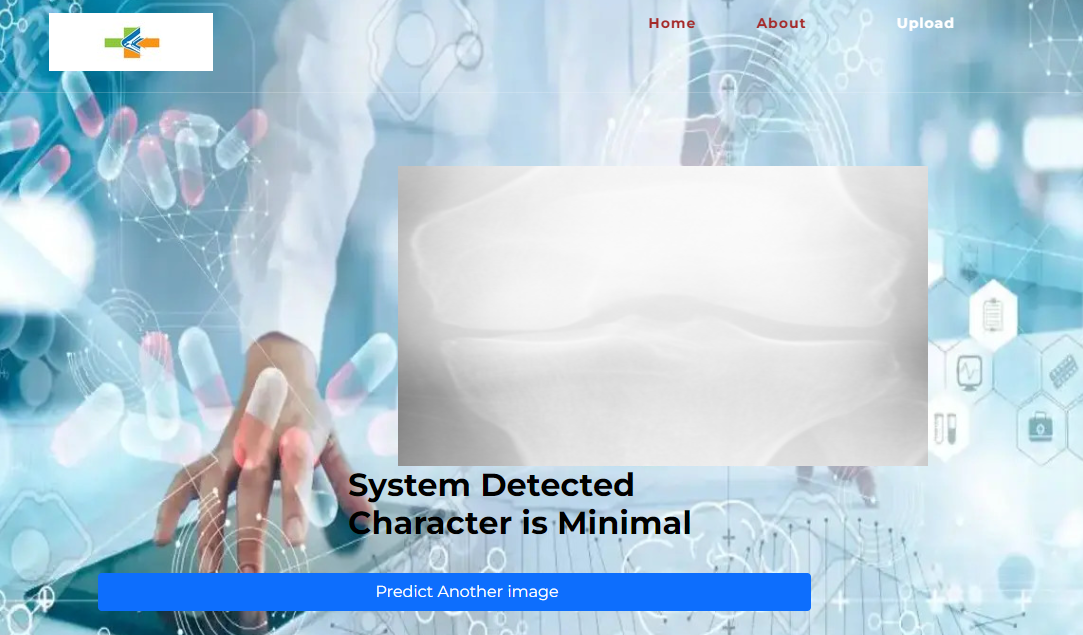 Home About Upload
System Detected
Character is Minimal
Predict Another image